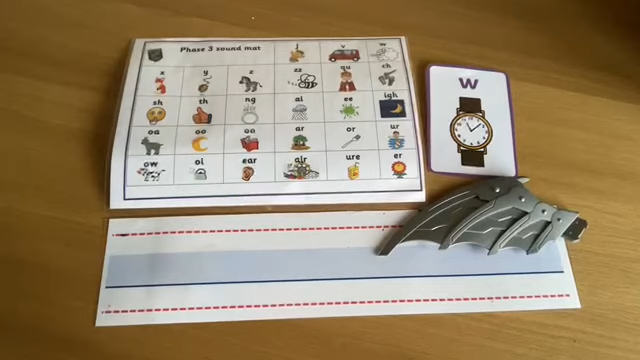 Phase 3 sound mat
j v w
x y z zz qu ch
sh th ng ai ee igh
oa oo oo ar or ur
ow oi ear air ure er
w